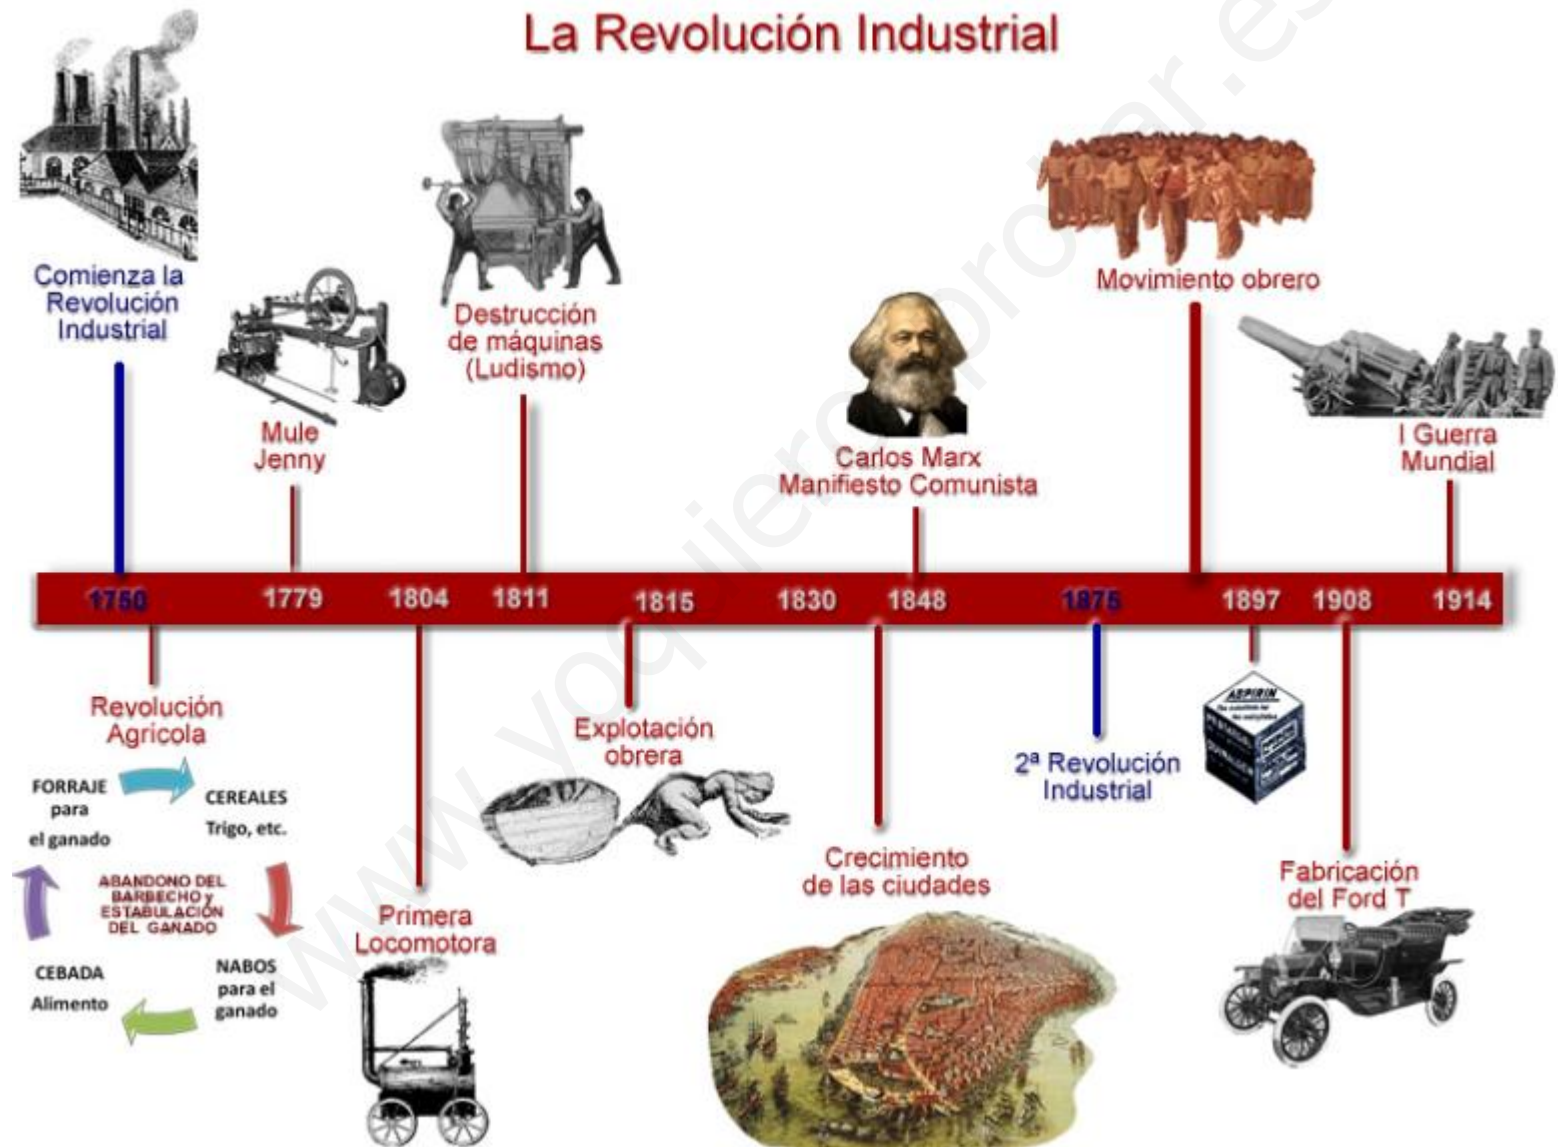 La Revolución Industrial
Comienza la
Revolución
Industrial
Mule
Jenny
Destrucción
de máquinas
(Ludismo)
Carlos Marx
Manifiesto Comunista
Movimiento obrero
I Guerra
Mundial
1750
1779
1804
1811
1815
1830
1848
1875
1897
1908
1914
Revolución
Agricola
FORRAJE
para
el ganado
CEREALES
Trigo, etc.
ABANDONO DEL
BARBECHO y
ESTABULACIÓN
DEL GANADO
CEBADA
Alimento
NABOS
para el
ganado
Primera
Locomotora
Explotación
obrera
Crecimiento
de las ciudades
2ª Revolución
Industrial
ASPIRIN
Fabricación
del Ford T